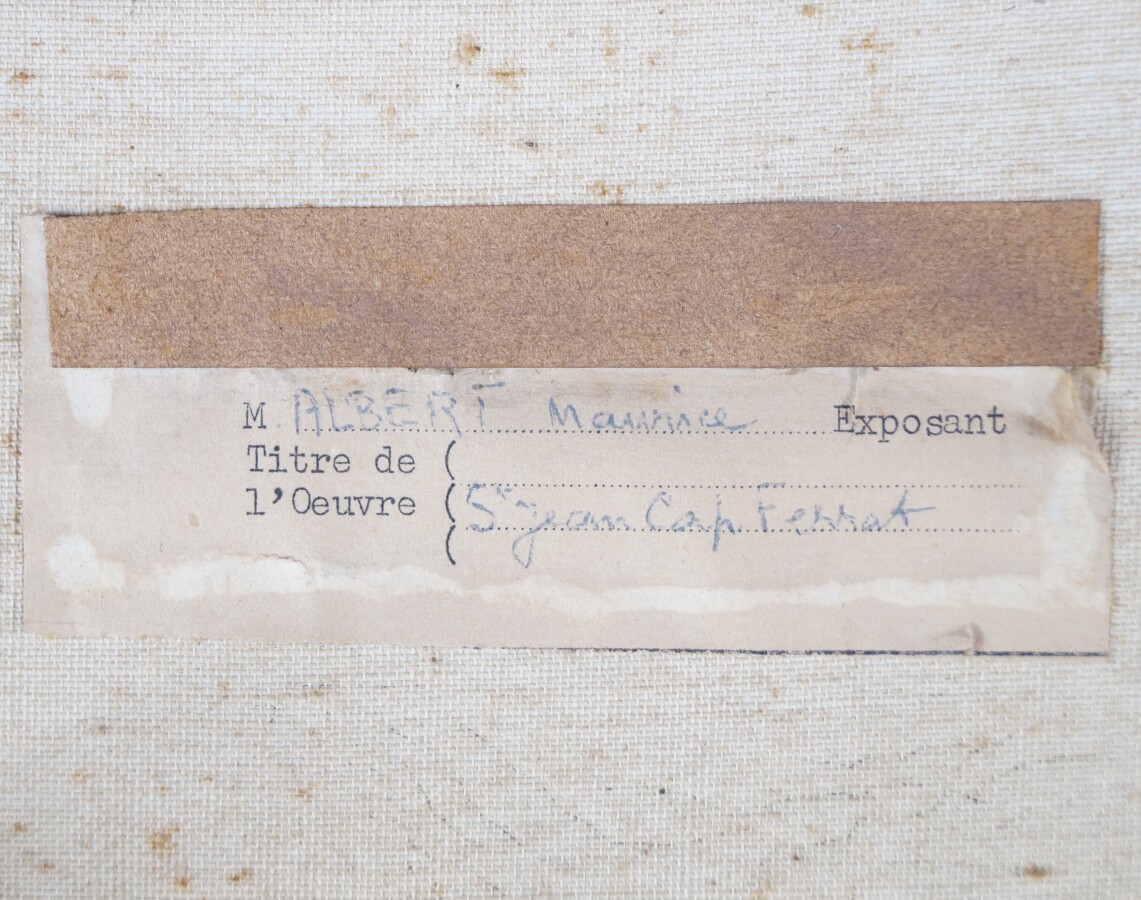 M ALBERT Maurice Exposant
Titre de (
l'Oeuvre ( St Jean Cap Ferrat
(